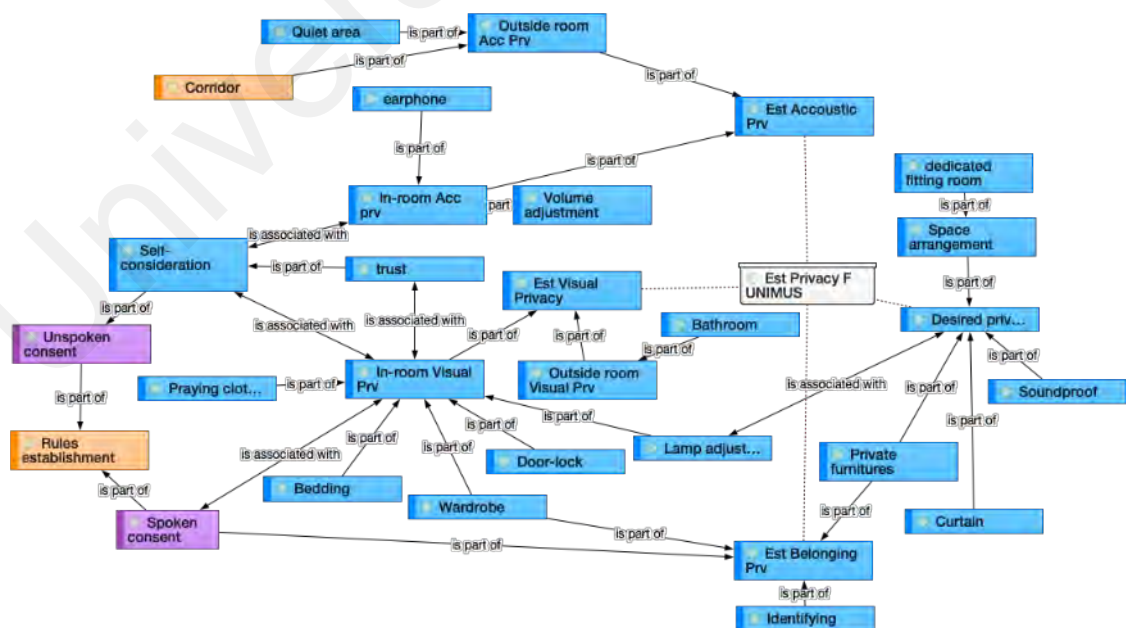 Univer
Quiet area
is part of
Outside room
Acc Prv
is part of
Corridor
is part of
earphone
Est Accoustic
Prv
is part of
is part of
dedicated
fitting room
In-room Acc
prv
part
Volume
adjustment
is part of
is associated with
Space
arrangement
Self-
consideration
is part of
trust
Est Visual
Privacy
Est Privacy F
UNIMUS
is part of
is part of
is associated with
is associated with
is part of
is part of
Bathroom
Desired priv...
Unspoken
consent
is part of
In-room Visual
Prv
Outside room
Visual Prv
Praying clot...
is part of
is associated with
is part of
Soundproof
is part of
is part of
is part of
Rules
establishment
is associated with
is part of
is part of
Door-lock
Lamp adjust...
Private
furnitures
is part of
is part of
Bedding
Wardrobe
is part of
Curtain
Spoken
consent
is part of
is part of
Est Belonging
Prv
is part of
Identifying